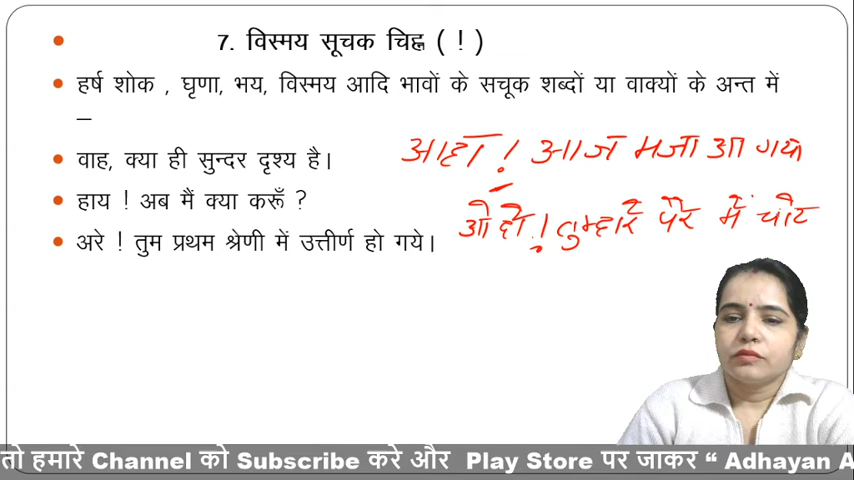 7. विस्मय सूचक चिह्न ( ! )
हर्ष शोक , घृणा, भय, विस्मय आदि भावों के सचूक शब्दों या वाक्यों के अन्त में
–
वाह, क्या ही सुन्दर दृश्य है।
हाय ! अब मैं क्या करूँ ?
अरे ! तुम प्रथम श्रेणी में उत्तीर्ण हो गये।
आहा ! आज मजा आ गया
ओहो ! तुम्हारे पैर में चोट
तो हमारे Channel को Subscribe करे और Play Store पर जाकर “ Adhayan A